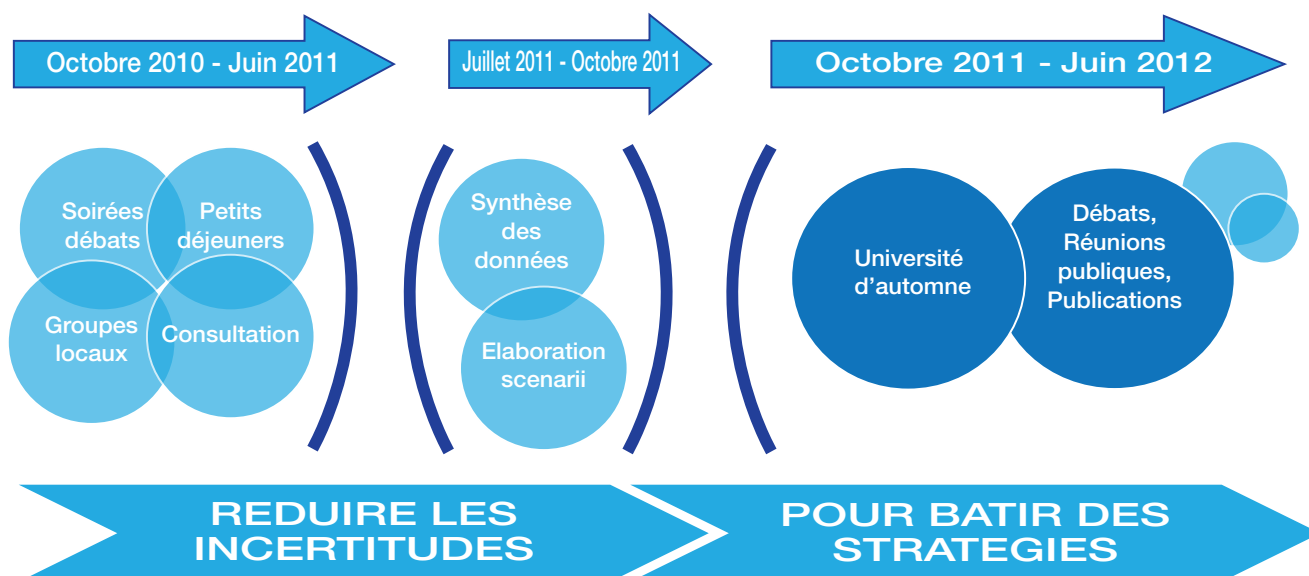 Octobre 2010 - Juin 2011
Juillet 2011 - Octobre 2011
Octobre 2011 - Juin 2012
Soirées
débats
Petits
déjeuners
Groupes
locaux
Consultation
Synthèse
des
données
Elaboration
scenarii
Université
d'automne
Débats,
Réunions
publiques,
Publications
REDUIRE LES
INCERTITUDES
POUR BATIR DES
STRATEGIES